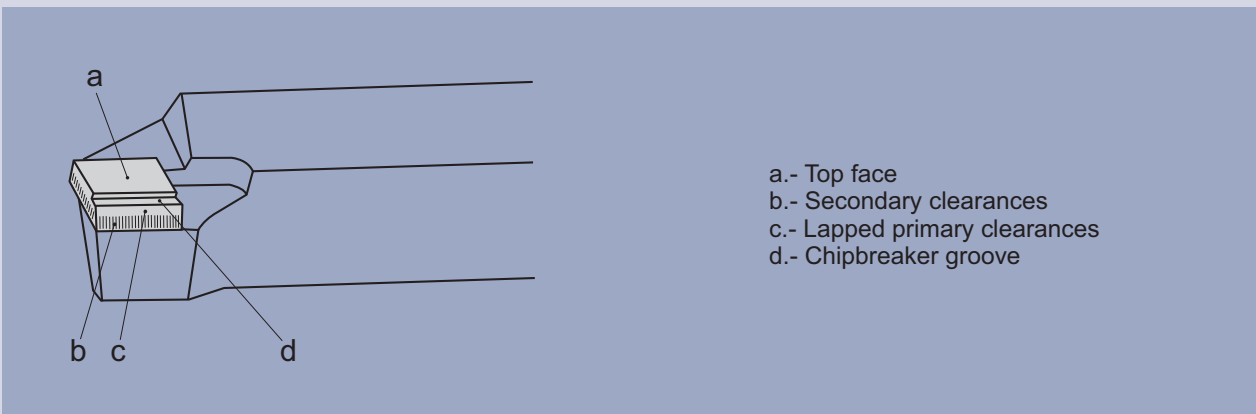 a
a.- Top face
b.- Secondary clearances
c.- Lapped primary clearances
d.- Chipbreaker groove
b c d